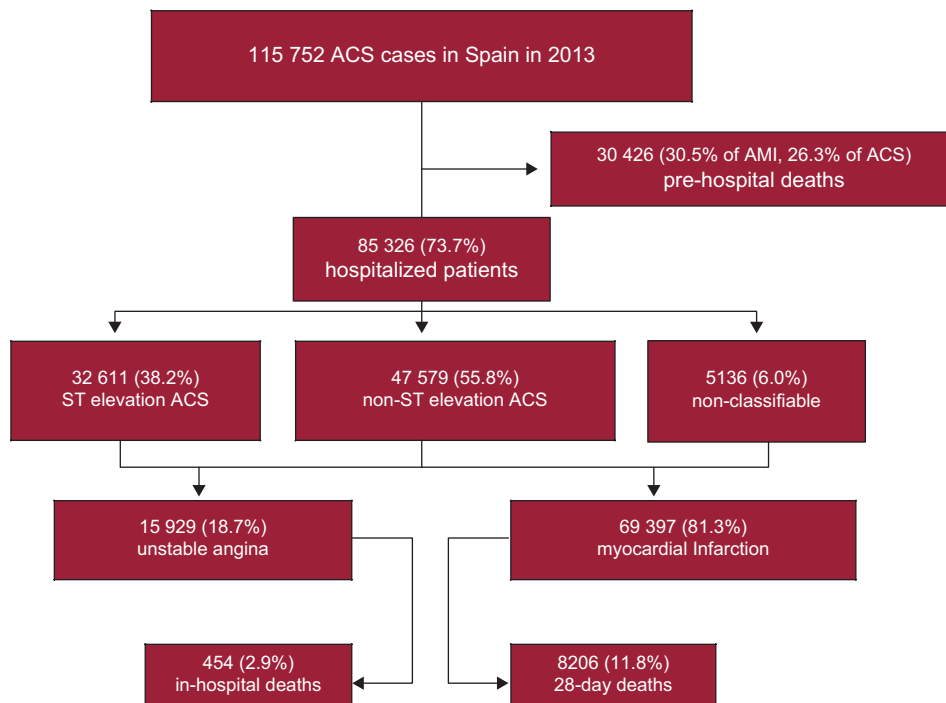 115 752 ACS cases in Spain in 2013
30 426 (30.5% of AMI, 26.3% of ACS)
pre-hospital deaths
85 326 (73.7%)
hospitalized patients
32 611 (38.2%)
ST elevation ACS
47 579 (55.8%)
non-ST elevation ACS
5136 (6.0%)
non-classifiable
15 929 (18.7%)
unstable angina
69 397 (81.3%)
myocardial Infarction
454 (2.9%)
in-hospital deaths
8206 (11.8%)
28-day deaths